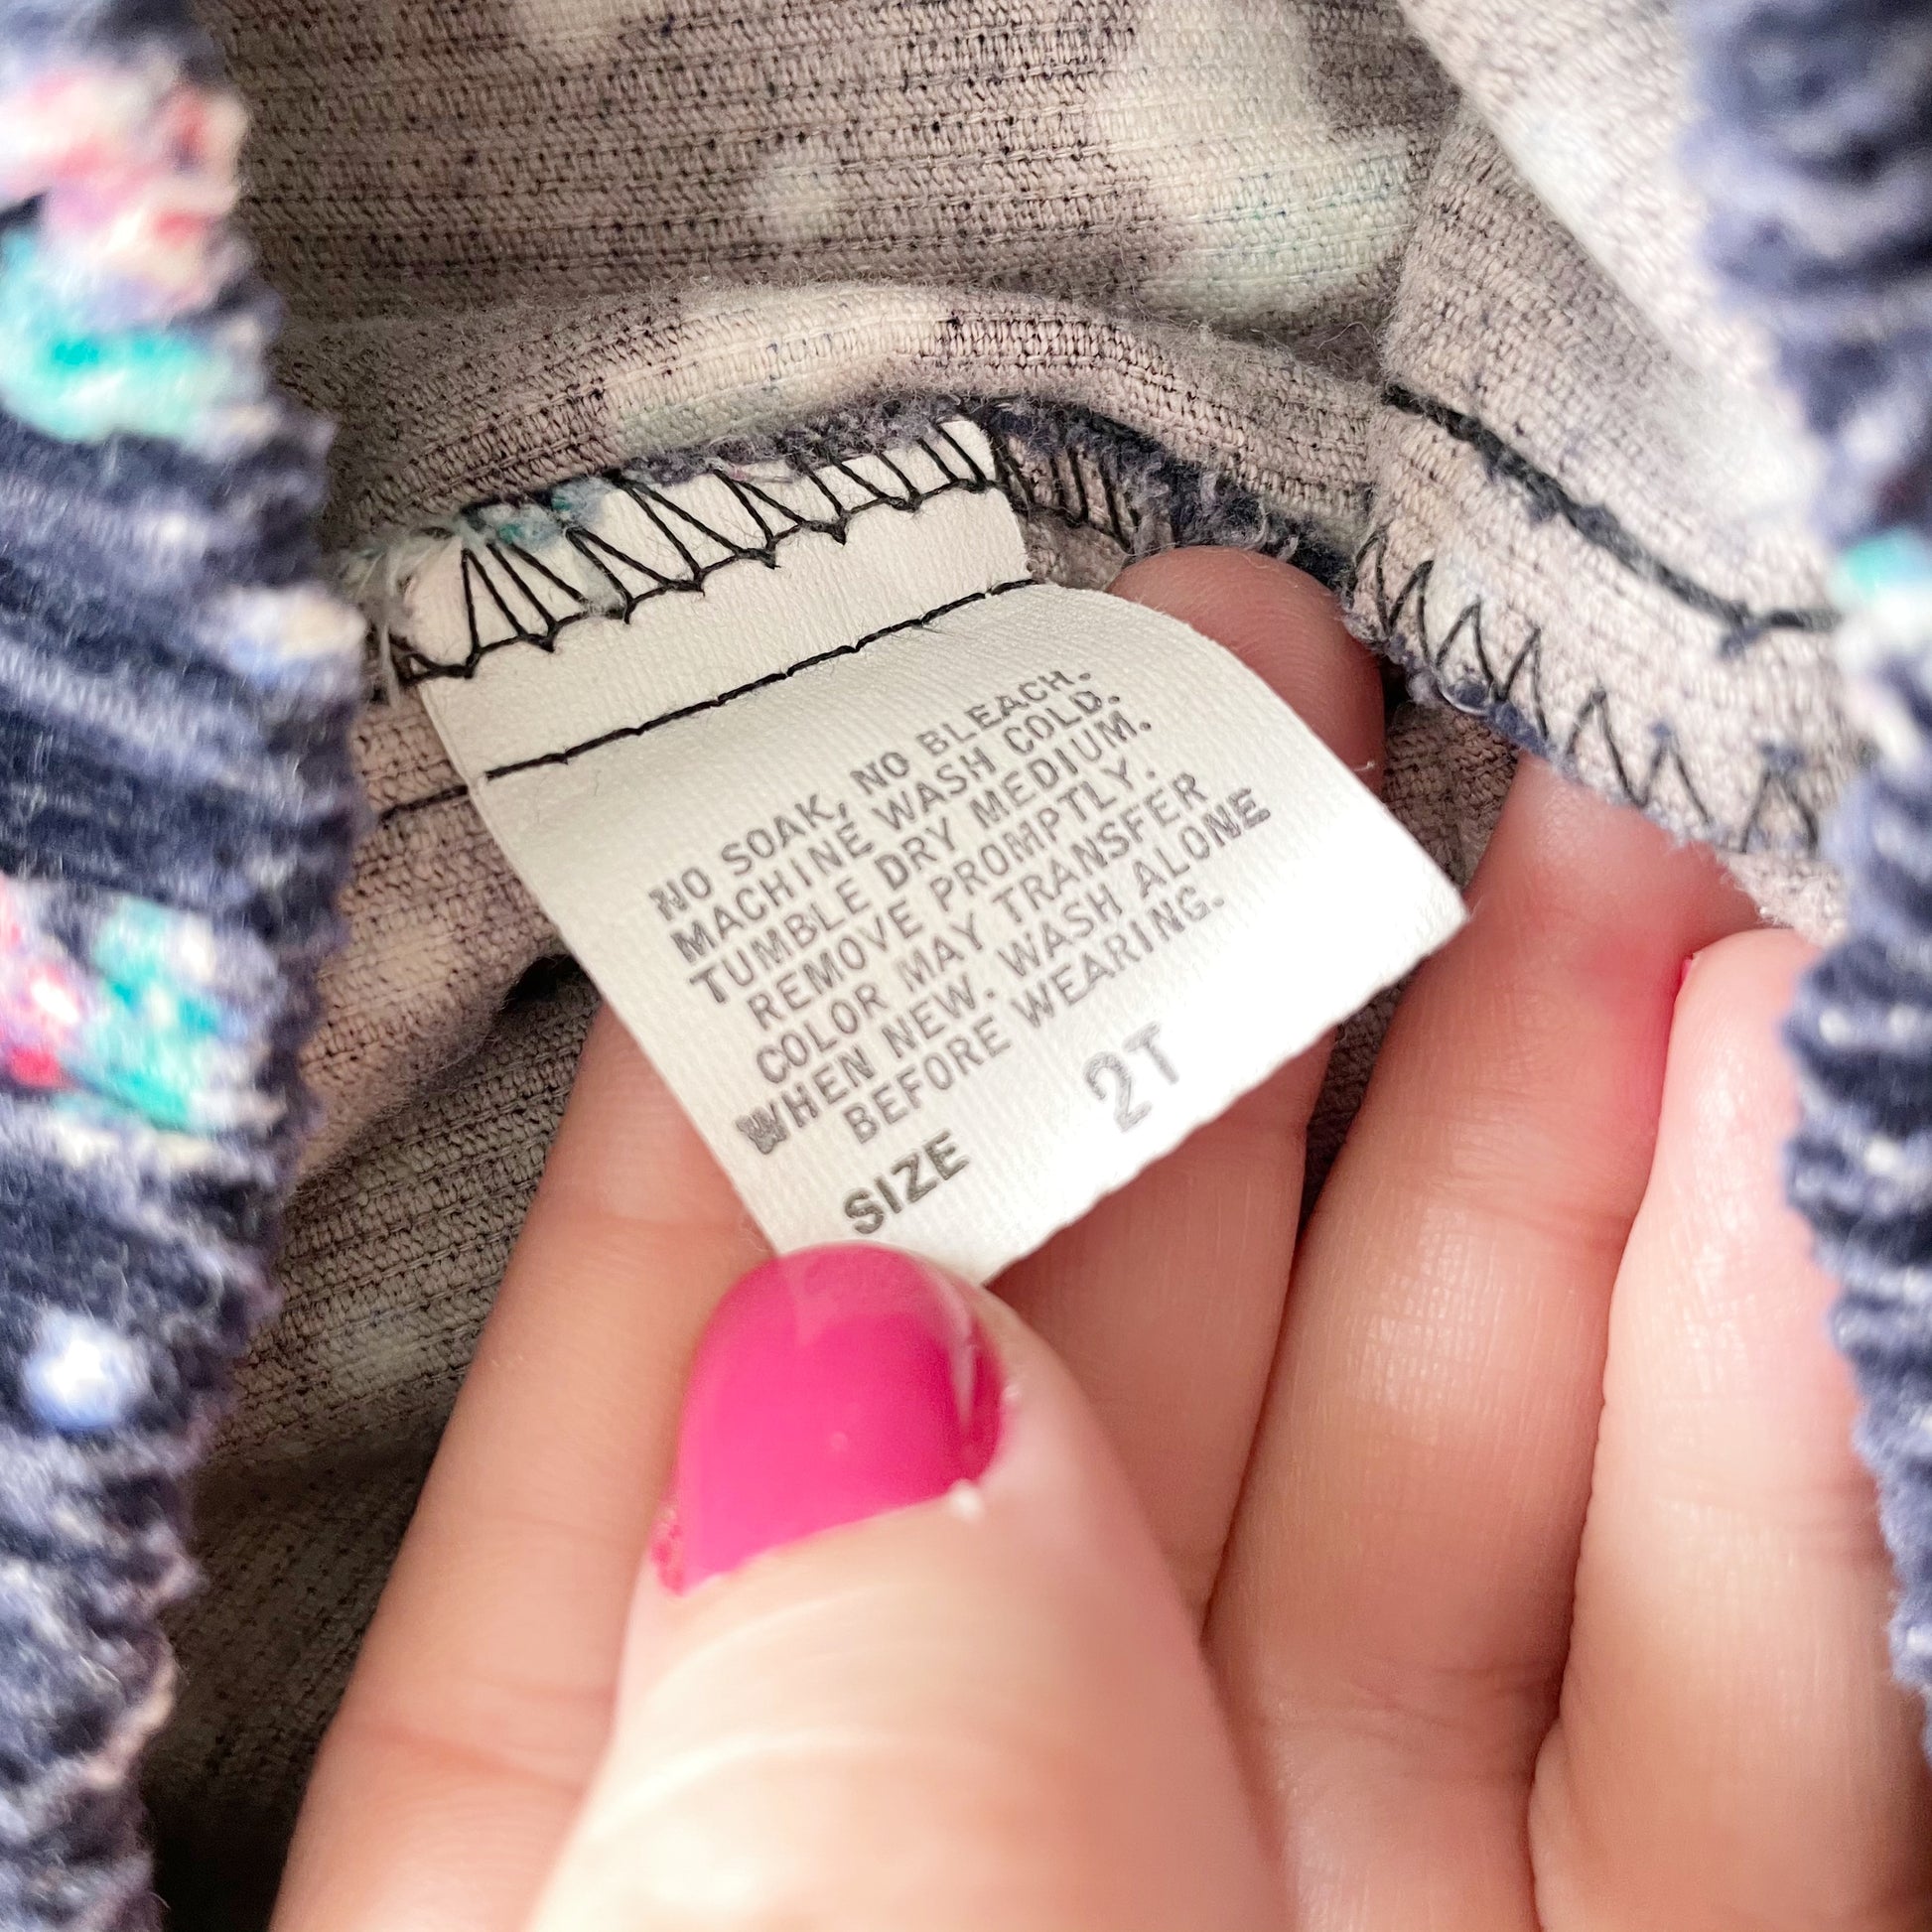 NO SOAK, NO BLEACH.
MACHINE WASH COLD.
TUMBLE DRY MEDIUM.
REMOVE PROMPTLY.
COLOR MAY TRANSFER
WHEN NEW. WASH ALONE
BEFORE WEARING.
SIZE 2T